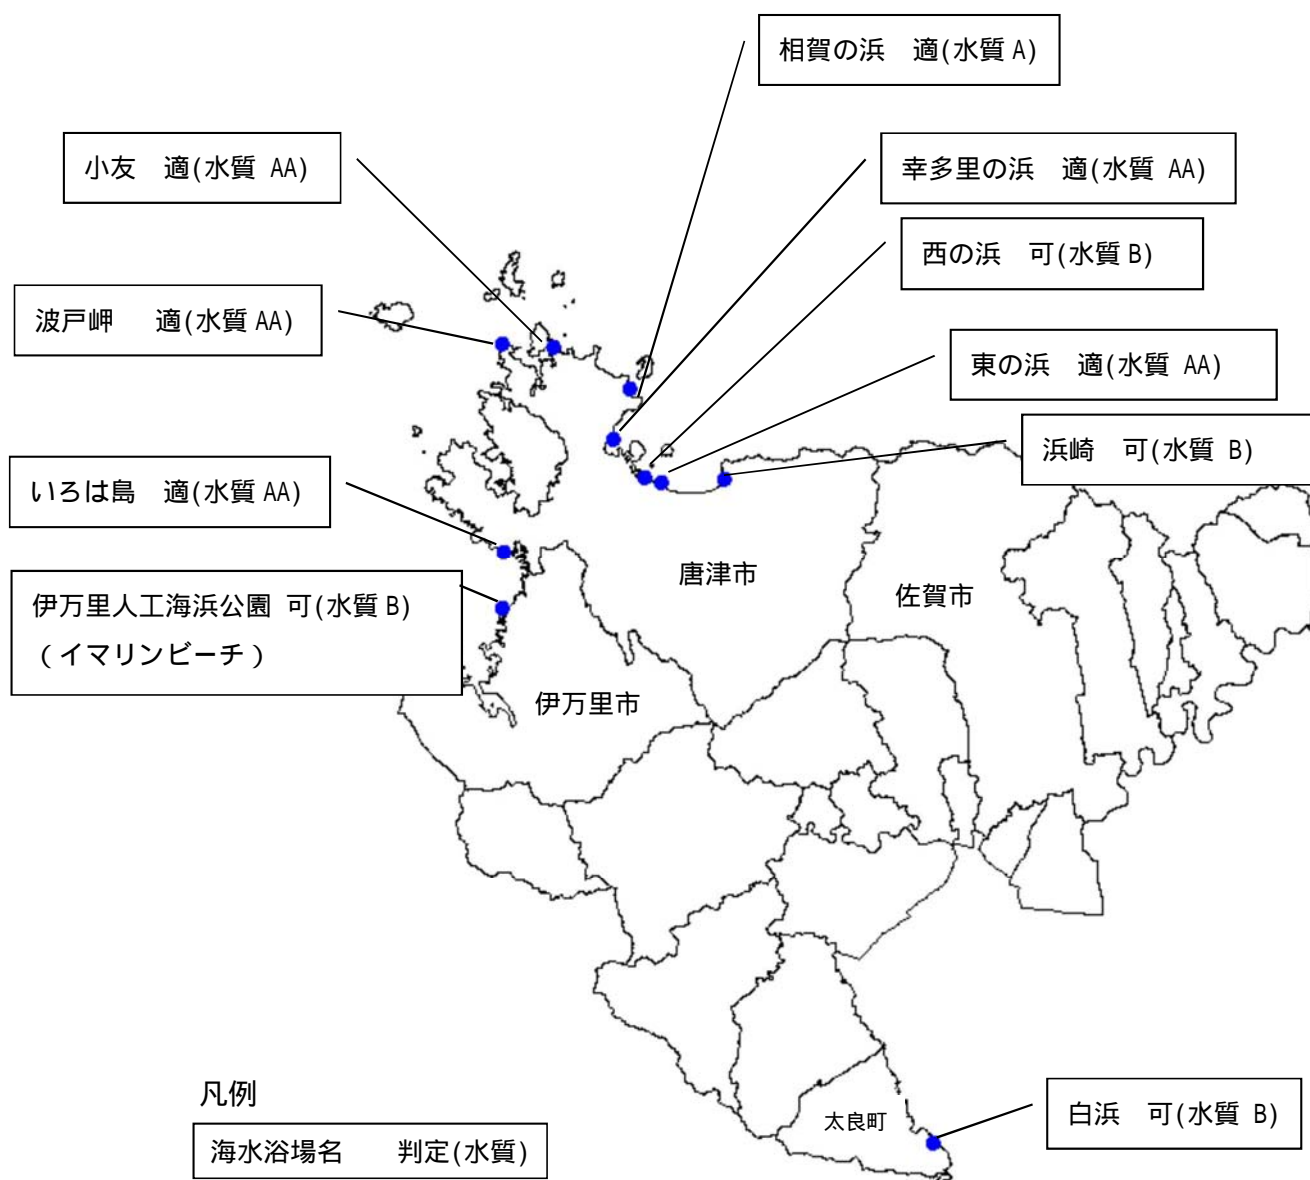 相賀の浜　適(水質 A)
小友　適(水質 AA)
幸多里の浜　適(水質 AA)
西の浜　可(水質 B)
波戸岬　適(水質 AA)
東の浜　適(水質 AA)
浜崎　可(水質 B)
いろは島　適(水質 AA)
唐津市
佐賀市
伊万里人工海浜公園 可(水質 B)
(イマリンビーチ)
伊万里市
凡例
海水浴場名　判定(水質)
太良町
白浜　可(水質 B)